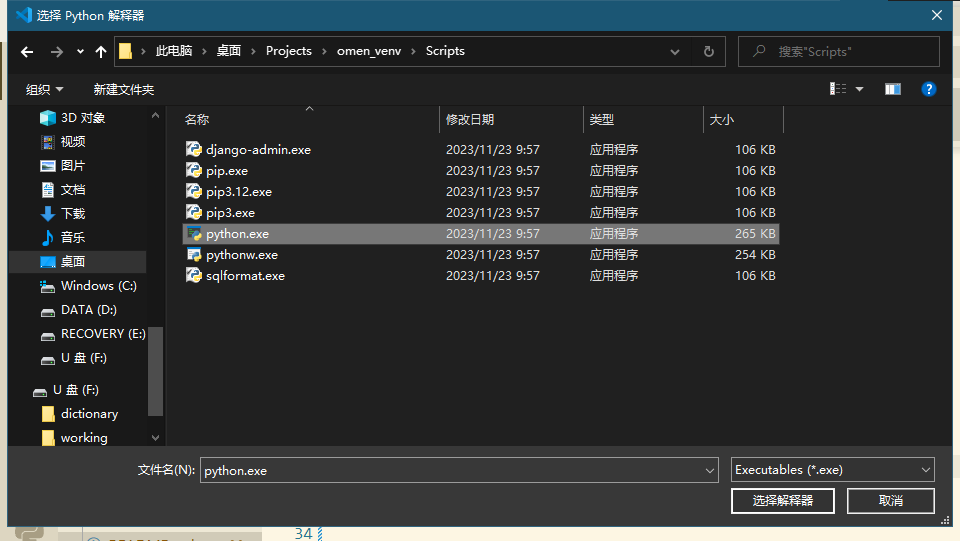 选择 Python 解释器
此电脑 › 桌面 › Projects › omen_venv › Scripts
搜索"Scripts"
组织
新建文件夹
3D 对象
视频
图片
文档
下载
音乐
桌面
Windows (C:)
DATA (D:)
RECOVERY (E:)
U 盘 (F:)
U 盘 (F:)
dictionary
working
名称 修改日期 类型 大小
django-admin.exe 2023/11/23 9:57 应用程序 106 KB
pip.exe 2023/11/23 9:57 应用程序 106 KB
pip3.12.exe 2023/11/23 9:57 应用程序 106 KB
pip3.exe 2023/11/23 9:57 应用程序 106 KB
python.exe 2023/11/23 9:57 应用程序 265 KB
pythonw.exe 2023/11/23 9:57 应用程序 254 KB
sqlformat.exe 2023/11/23 9:57 应用程序 106 KB
文件名(N): python.exe
Executables (*.exe)
选择解释器
取消
34